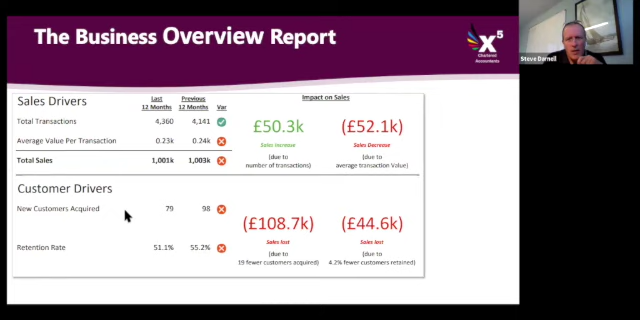 The Business Overview Report
x5
Chartered
Accountants
Steve Darnell
Sales Drivers
Last
12 Months
Previous
12 Months
Var
Impact on Sales
Total Transactions 4,360 4,141
Average Value Per Transaction 0.23k 0.24k
Total Sales 1,001k 1,003k
£50.3k
Sales Increase
(due to
number of transactions)
(£52.1k)
Sales Decrease
(due to
average transaction Value)
Customer Drivers
New Customers Acquired 79 98
Retention Rate 51.1% 55.2%
(£108.7k)
Sales lost
(due to
19 fewer customers acquired)
(£44.6k)
Sales lost
(due to
4.2% fewer customers retained)